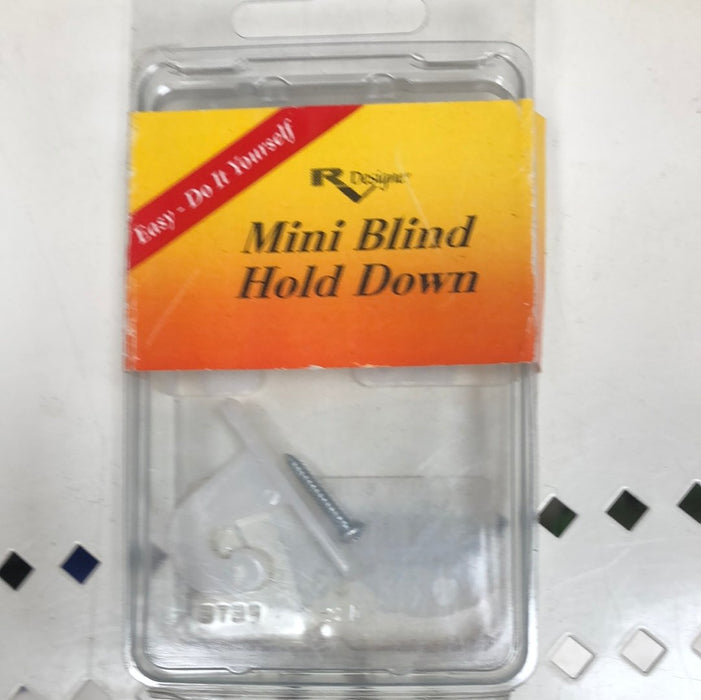 Easy - Do It Yourself
RV Designer
Mini Blind
Hold Down